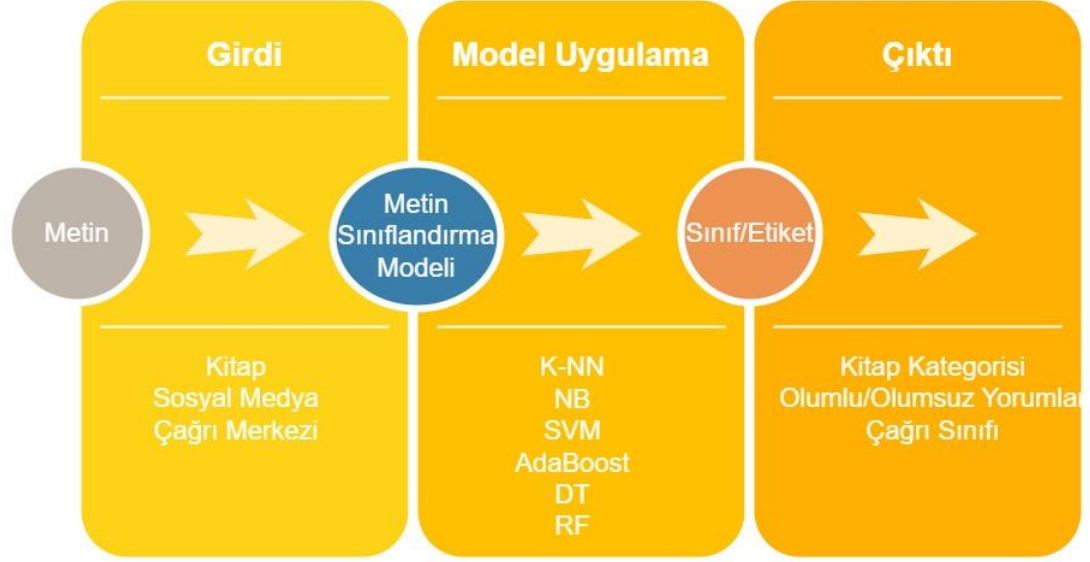 Girdi
Model Uygulama
Çıktı
Metin
Metin
Sınıflandırma
Modeli
Sınıf/Etiket
Kitap
Sosyal Medya
Çağrı Merkezi
K-NN
NB
SVM
AdaBoost
DT
RF
Kitap Kategorisi
Olumlu/Olumsuz Yorumlar
Çağrı Sınıfı